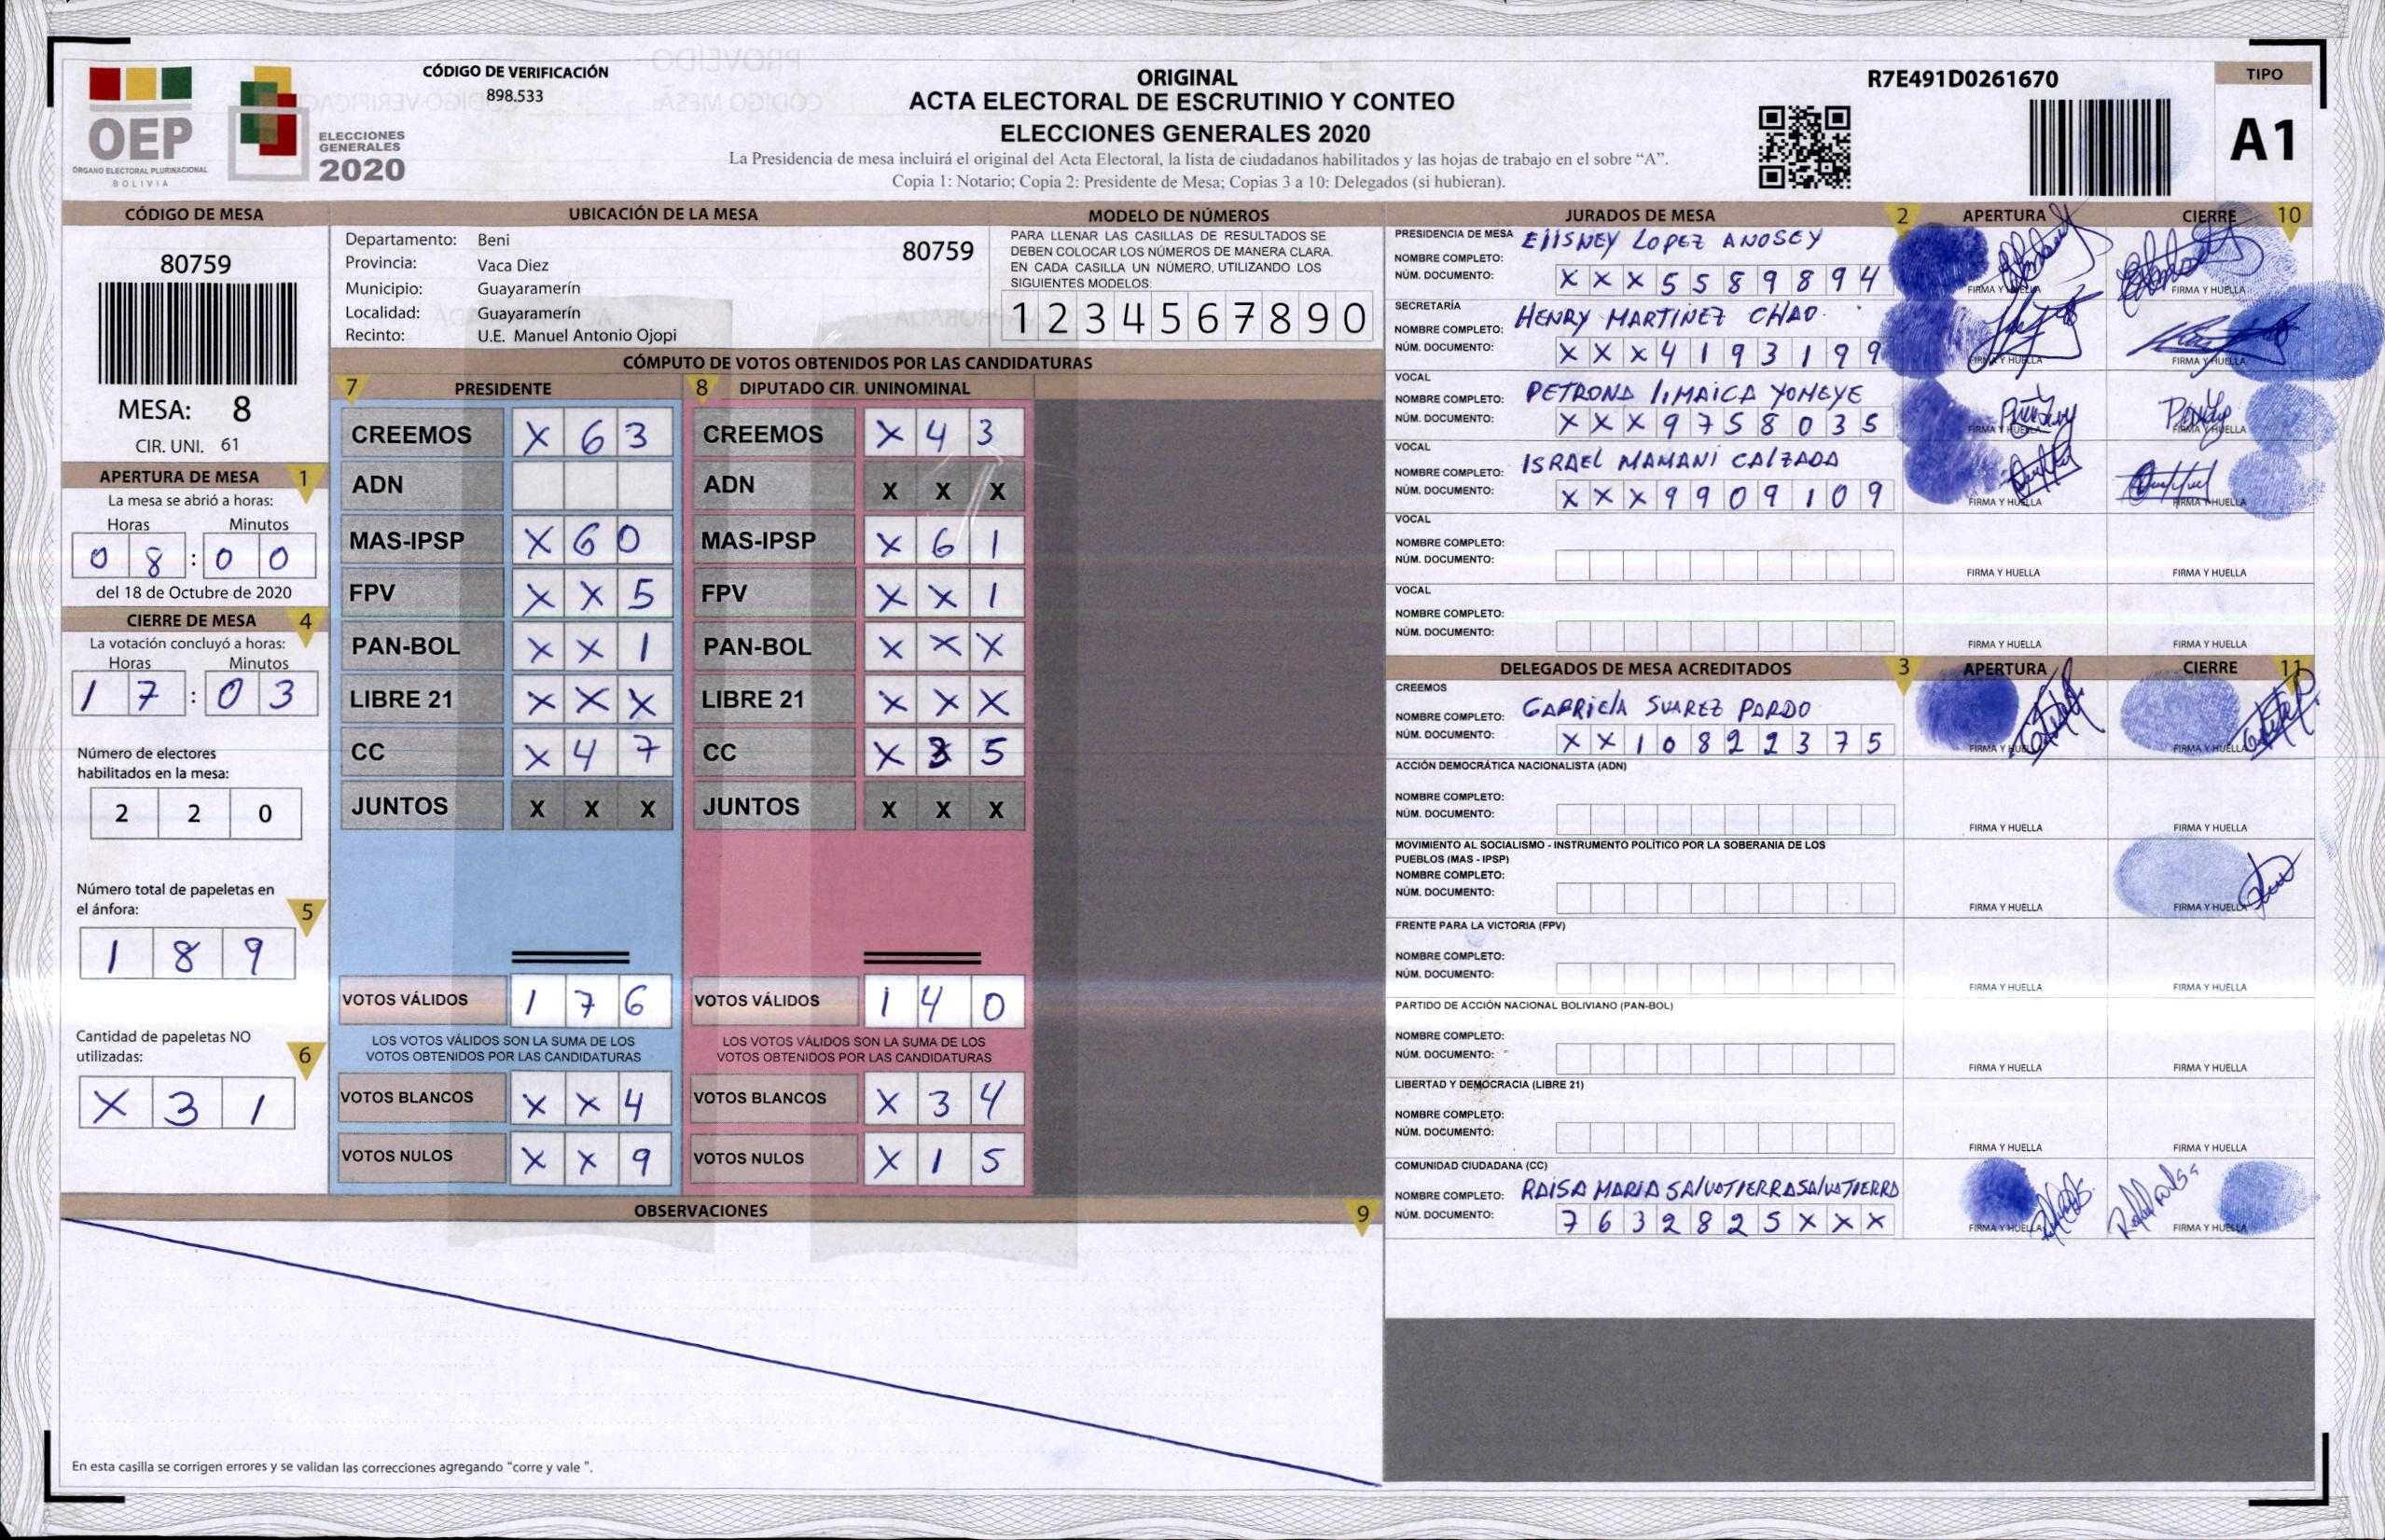 OEP
ÓRGANO ELECTORAL PLURINACIONAL
BOLIVIA
ELECCIONES
GENERALES
2020
CÓDIGO DE VERIFICACIÓN
898.533
ORIGINAL
ACTA ELECTORAL DE ESCRUTINIO Y CONTEO
ELECCIONES GENERALES 2020
La Presidencia de mesa incluirá el original del Acta Electoral, la lista de ciudadanos habilitados y las hojas de trabajo en el sobre “A”.
Copia 1: Notario; Copia 2: Presidente de Mesa; Copias 3 a 10: Delegados (si hubieran).
R7E491D0261670
TIPO
A1
CÓDIGO DE MESA
80759
MESA: 8
CIR. UNI. 61
APERTURA DE MESA 1
La mesa se abrió a horas:
Horas Minutos
0 8 : 0 0
del 18 de Octubre de 2020
CIERRE DE MESA 4
La votación concluyó a horas:
Horas Minutos
1 7 : 0 3
Número de electores
habilitados en la mesa:
2 2 0
Número total de papeletas en
el ánfora: 5
1 8 9
Cantidad de papeletas NO
utilizadas: 6
X 3 1
UBICACIÓN DE LA MESA
Departamento: Beni
80759
Provincia: Vaca Diez
Municipio: Guayaramerín
Localidad: Guayaramerín
Recinto: U.E. Manuel Antonio Ojopi
MODELO DE NÚMEROS
PARA LLENAR LAS CASILLAS DE RESULTADOS SE
DEBEN COLOCAR LOS NÚMEROS DE MANERA CLARA.
EN CADA CASILLA UN NÚMERO, UTILIZANDO LOS
SIGUIENTES MODELOS:
1 2 3 4 5 6 7 8 9 0
CÓMPUTO DE VOTOS OBTENIDOS POR LAS CANDIDATURAS
7 PRESIDENTE 8 DIPUTADO CIR. UNINOMINAL
CREEMOS X 6 3 CREEMOS X 4 3
ADN ADN X X X
MAS-IPSP X 6 0 MAS-IPSP X 6 1
FPV X X 5 FPV X X 1
PAN-BOL X X 1 PAN-BOL X X X
LIBRE 21 X X X LIBRE 21 X X X
CC X 4 7 CC X 3 5
JUNTOS X X X JUNTOS X X X
VOTOS VÁLIDOS 1 7 6 VOTOS VÁLIDOS 1 4 0
LOS VOTOS VÁLIDOS SON LA SUMA DE LOS LOS VOTOS VÁLIDOS SON LA SUMA DE LOS
VOTOS OBTENIDOS POR LAS CANDIDATURAS VOTOS OBTENIDOS POR LAS CANDIDATURAS
VOTOS BLANCOS X X 4 VOTOS BLANCOS X 3 4
VOTOS NULOS X X 9 VOTOS NULOS X 1 5
OBSERVACIONES 9
En esta casilla se corrigen errores y se validan las correcciones agregando “corre y vale ”.
JURADOS DE MESA 2 APERTURA CIERRE 10
PRESIDENCIA DE MESA
NOMBRE COMPLETO: EllSNEY LOPEZ ANOSEY
NÚM. DOCUMENTO: X X X 5 5 8 9 8 9 4 FIRMA Y HUELLA FIRMA Y HUELLA
SECRETARÍA
NOMBRE COMPLETO: HENRY MARTINEZ CHAO.
NÚM. DOCUMENTO: X X X 4 1 9 3 1 9 9 FIRMA Y HUELLA FIRMA Y HUELLA
VOCAL
NOMBRE COMPLETO: PETRONA LIMAICA YOMEYE
NÚM. DOCUMENTO: X X X 9 7 5 8 0 3 5 FIRMA Y HUELLA FIRMA Y HUELLA
VOCAL
NOMBRE COMPLETO: ISRAEL MAMANI CALZADA
NÚM. DOCUMENTO: X X X 9 9 0 9 1 0 9 FIRMA Y HUELLA FIRMA Y HUELLA
VOCAL
NOMBRE COMPLETO:
NÚM. DOCUMENTO: FIRMA Y HUELLA FIRMA Y HUELLA
VOCAL
NOMBRE COMPLETO:
NÚM. DOCUMENTO: FIRMA Y HUELLA FIRMA Y HUELLA
DELEGADOS DE MESA ACREDITADOS 3 APERTURA CIERRE 11
CREEMOS
NOMBRE COMPLETO: GABRIELA SUAREZ PARDO
NÚM. DOCUMENTO: X X 1 0 8 2 2 3 7 5 FIRMA Y HUELLA FIRMA Y HUELLA
ACCIÓN DEMOCRÁTICA NACIONALISTA (ADN)
NOMBRE COMPLETO:
NÚM. DOCUMENTO: FIRMA Y HUELLA FIRMA Y HUELLA
MOVIMIENTO AL SOCIALISMO - INSTRUMENTO POLÍTICO POR LA SOBERANIA DE LOS
PUEBLOS (MAS - IPSP)
NOMBRE COMPLETO:
NÚM. DOCUMENTO: FIRMA Y HUELLA FIRMA Y HUELLA
FRENTE PARA LA VICTORIA (FPV)
NOMBRE COMPLETO:
NÚM. DOCUMENTO: FIRMA Y HUELLA FIRMA Y HUELLA
PARTIDO DE ACCIÓN NACIONAL BOLIVIANO (PAN-BOL)
NOMBRE COMPLETO:
NÚM. DOCUMENTO: FIRMA Y HUELLA FIRMA Y HUELLA
LIBERTAD Y DEMOCRACIA (LIBRE 21)
NOMBRE COMPLETO:
NÚM. DOCUMENTO: FIRMA Y HUELLA FIRMA Y HUELLA
COMUNIDAD CIUDADANA (CC)
NOMBRE COMPLETO: RAISA MARIA SALVATIERRA SALVATIERRA
NÚM. DOCUMENTO: 7 6 3 2 8 2 5 X X X FIRMA Y HUELLA FIRMA Y HUELLA